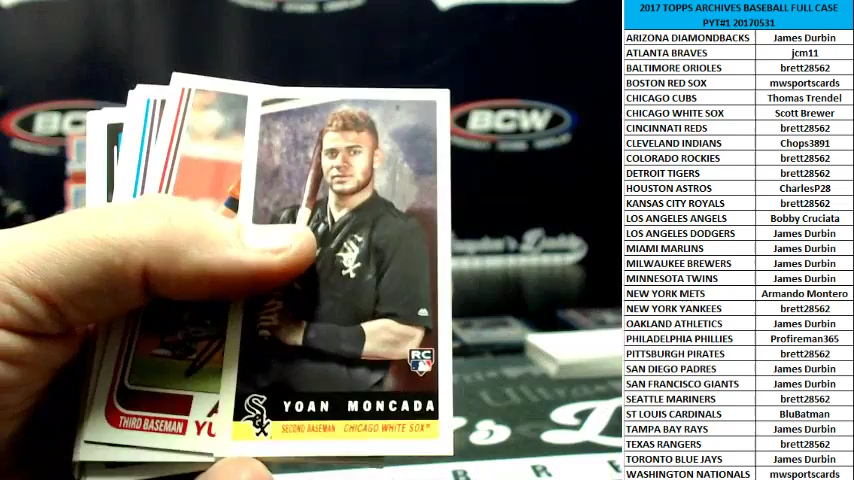 2017 TOPPS ARCHIVES BASEBALL FULL CASE
PYT#1 20170531
ARIZONA DIAMONDBACKS James Durbin
ATLANTA BRAVES jcm11
BALTIMORE ORIOLES brett28562
BOSTON RED SOX mwsportscards
CHICAGO CUBS Thomas Trendel
CHICAGO WHITE SOX Scott Brewer
CINCINNATI REDS brett28562
CLEVELAND INDIANS Chops3891
COLORADO ROCKIES brett28562
DETROIT TIGERS brett28562
HOUSTON ASTROS CharlesP28
KANSAS CITY ROYALS brett28562
LOS ANGELES ANGELS Bobby Cruciata
LOS ANGELES DODGERS James Durbin
MIAMI MARLINS James Durbin
MILWAUKEE BREWERS James Durbin
MINNESOTA TWINS James Durbin
NEW YORK METS Armando Montero
NEW YORK YANKEES brett28562
OAKLAND ATHLETICS James Durbin
PHILADELPHIA PHILLIES Profireman365
PITTSBURGH PIRATES brett28562
SAN DIEGO PADRES James Durbin
SAN FRANCISCO GIANTS James Durbin
SEATTLE MARINERS brett28562
ST LOUIS CARDINALS BluBatman
TAMPA BAY RAYS James Durbin
TEXAS RANGERS brett28562
TORONTO BLUE JAYS James Durbin
WASHINGTON NATIONALS mwsportscards
BCW
BCW
SOX
RC
SOX
YOAN MONCADA
SECOND BASEMAN CHICAGO WHITE SOX
THIRD BASEMAN
YU